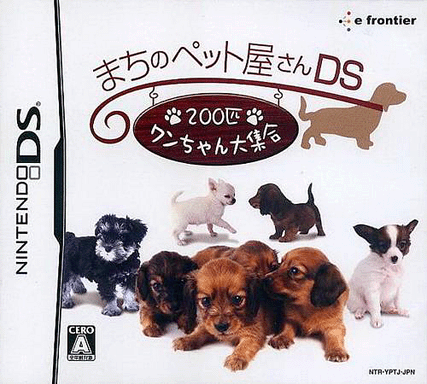 e frontier
まちのペット屋さんDS
200匹
ワンちゃん大集合
NINTENDO DS™
CERO
A
NTR-YPTJ-JPN